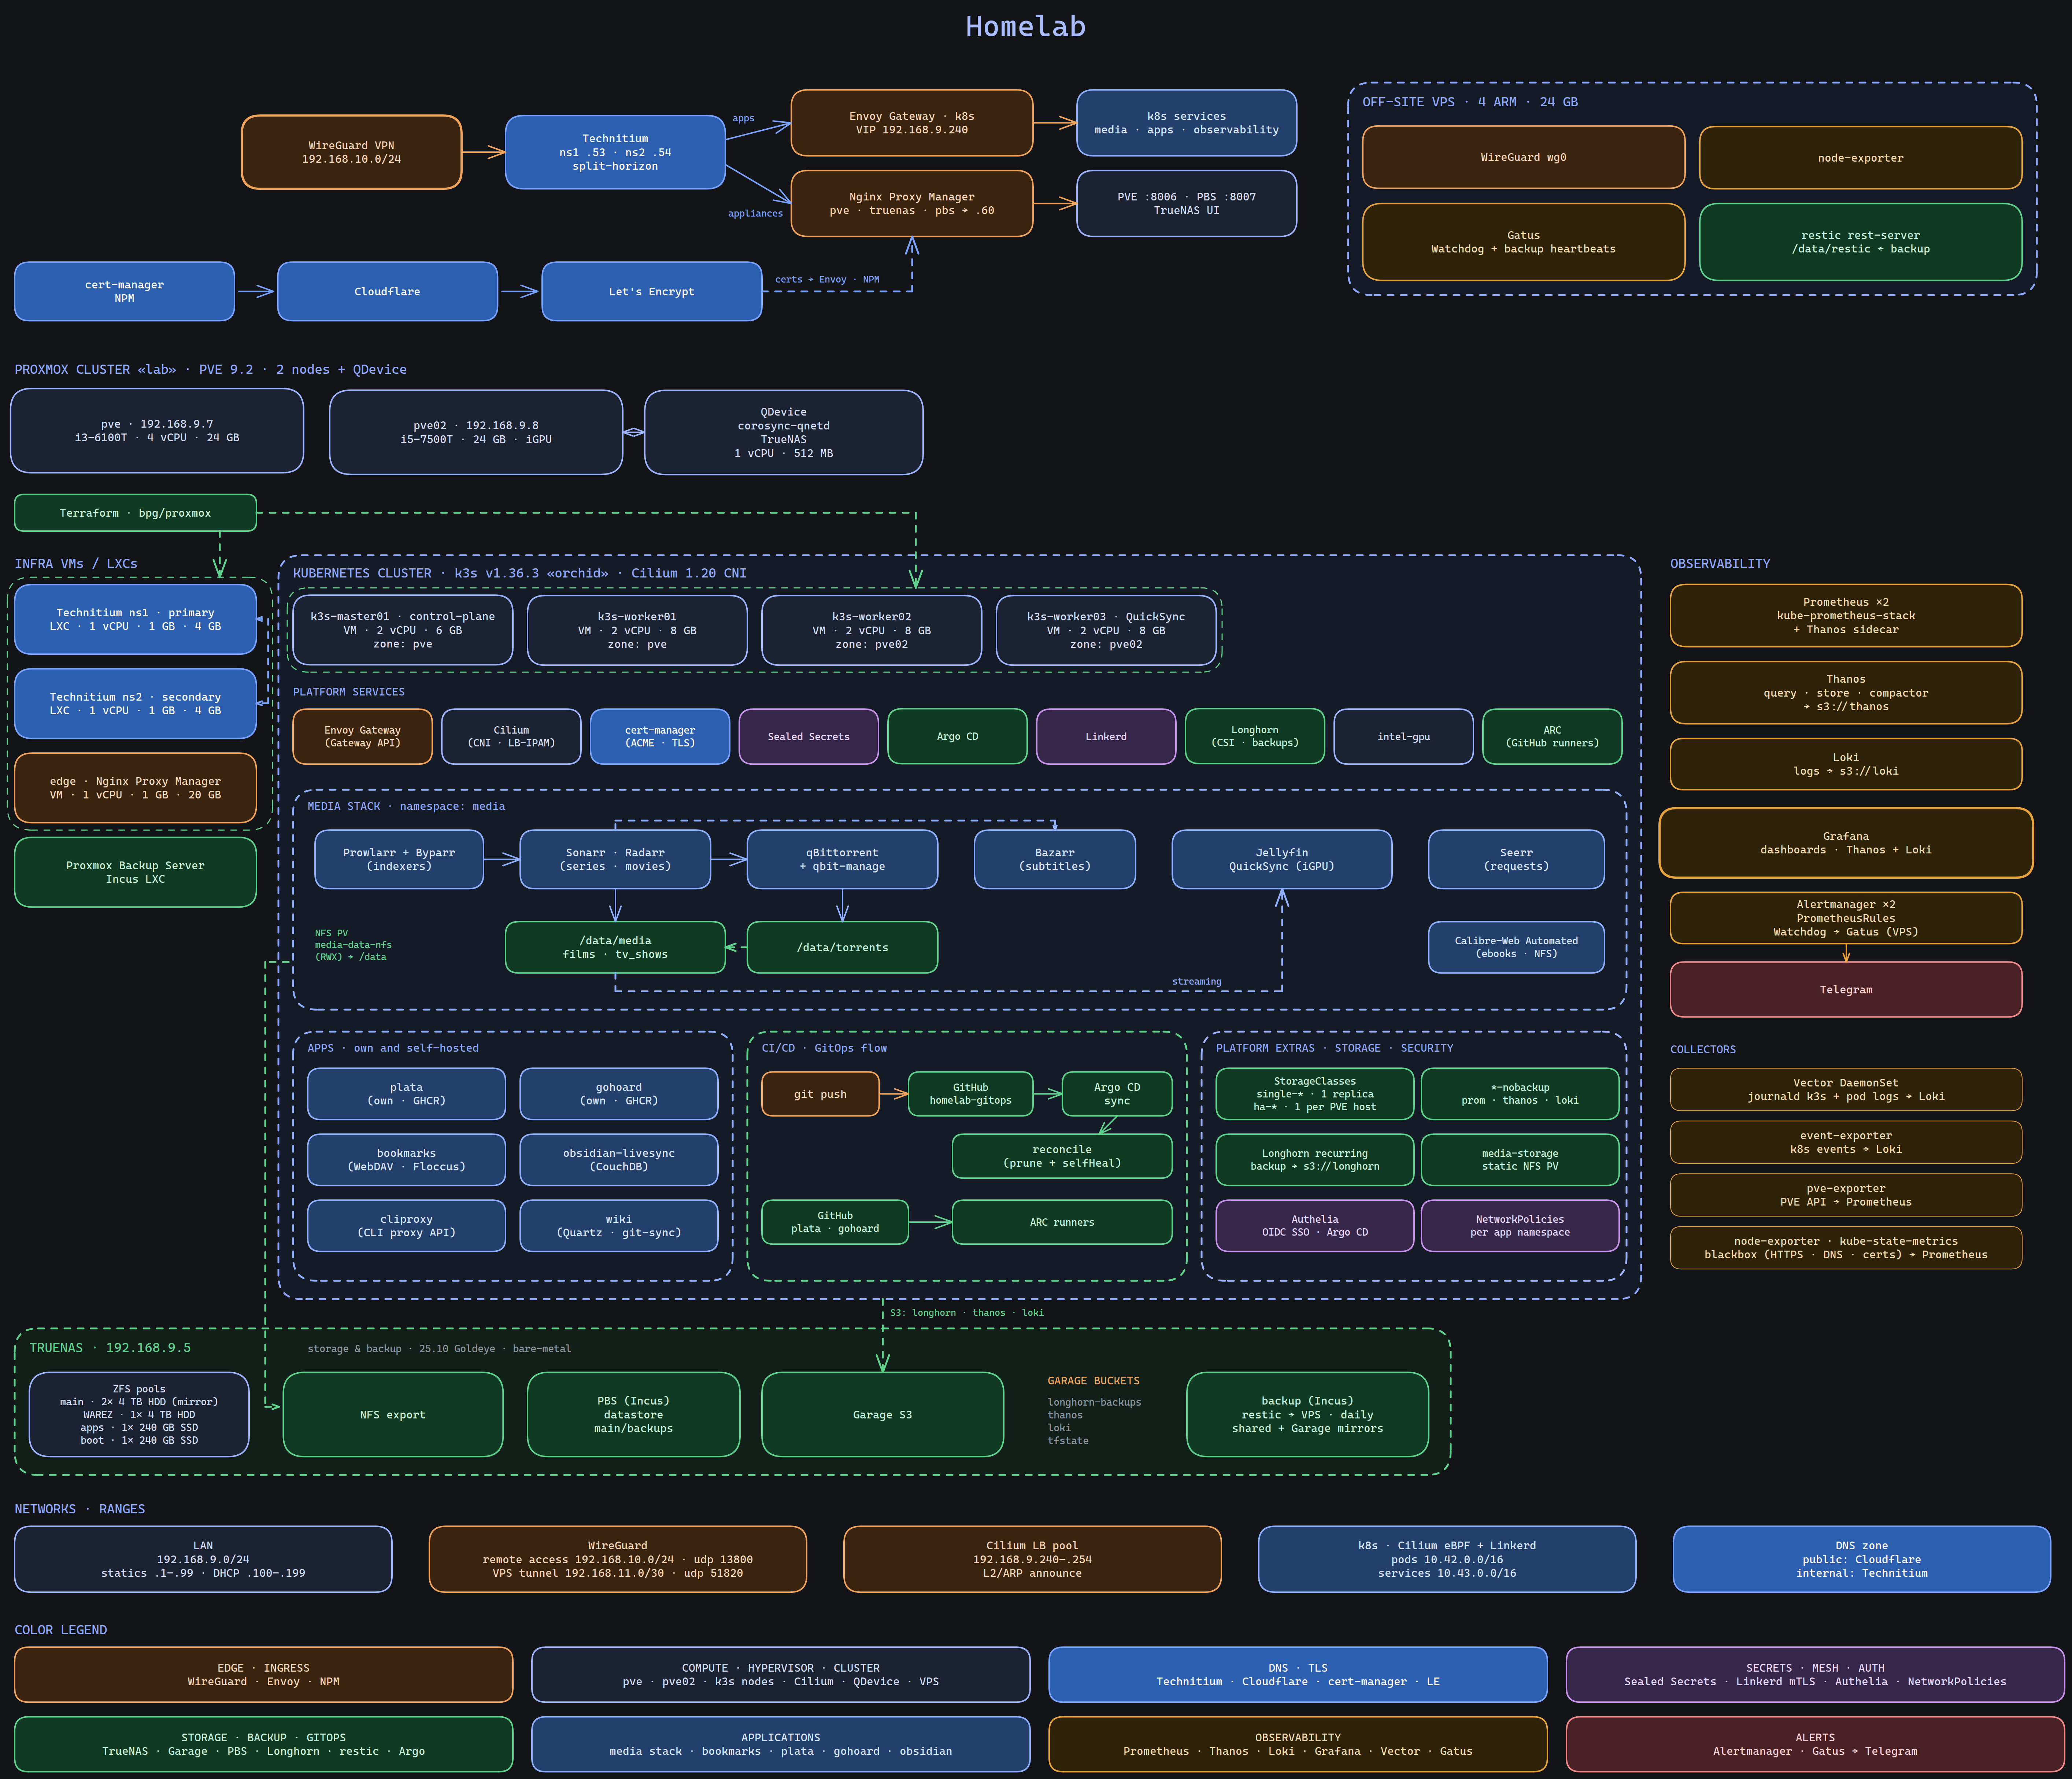 Homelab
WireGuard VPN
192.168.10.0/24
Technitium
ns1 .53 · ns2 .54
split-horizon
apps
appliances
Envoy Gateway · k8s
VIP 192.168.9.240
k8s services
media · apps · observability
Nginx Proxy Manager
pve · truenas · pbs → .60
PVE :8006 · PBS :8007
TrueNAS UI
OFF-SITE VPS · 4 ARM · 24 GB
WireGuard wg0
node-exporter
Gatus
Watchdog + backup heartbeats
restic rest-server
/data/restic ← backup
cert-manager
NPM
Cloudflare
Let's Encrypt
certs → Envoy · NPM
PROXMOX CLUSTER «lab» · PVE 9.2 · 2 nodes + QDevice
pve · 192.168.9.7
i3-6100T · 4 vCPU · 24 GB
pve02 · 192.168.9.8
i5-7500T · 24 GB · iGPU
QDevice
corosync-qnetd
TrueNAS
1 vCPU · 512 MB
Terraform · bpg/proxmox
INFRA VMs / LXCs
Technitium ns1 · primary
LXC · 1 vCPU · 1 GB · 4 GB
Technitium ns2 · secondary
LXC · 1 vCPU · 1 GB · 4 GB
edge · Nginx Proxy Manager
VM · 1 vCPU · 1 GB · 20 GB
Proxmox Backup Server
Incus LXC
KUBERNETES CLUSTER · k3s v1.36.3 «orchid» · Cilium 1.20 CNI
k3s-master01 · control-plane
VM · 2 vCPU · 6 GB
zone: pve
k3s-worker01
VM · 2 vCPU · 8 GB
zone: pve
k3s-worker02
VM · 2 vCPU · 8 GB
zone: pve02
k3s-worker03 · QuickSync
VM · 2 vCPU · 8 GB
zone: pve02
PLATFORM SERVICES
Envoy Gateway
(Gateway API)
Cilium
(CNI · LB-IPAM)
cert-manager
(ACME · TLS)
Sealed Secrets
Argo CD
Linkerd
Longhorn
(CSI · backups)
intel-gpu
ARC
(GitHub runners)
MEDIA STACK · namespace: media
Prowlarr + Byparr
(indexers)
Sonarr · Radarr
(series · movies)
qBittorrent
+ qbit-manage
Bazarr
(subtitles)
Jellyfin
QuickSync (iGPU)
Seerr
(requests)
NFS PV
media-data-nfs
(RWX) → /data
/data/media
films · tv_shows
/data/torrents
streaming
Calibre-Web Automated
(ebooks · NFS)
APPS · own and self-hosted
plata
(own · GHCR)
gohoard
(own · GHCR)
bookmarks
(WebDAV · Floccus)
obsidian-livesync
(CouchDB)
cliproxy
(CLI proxy API)
wiki
(Quartz · git-sync)
CI/CD · GitOps flow
git push
GitHub
homelab-gitops
Argo CD
sync
reconcile
(prune + selfHeal)
GitHub
plata · gohoard
ARC runners
PLATFORM EXTRAS · STORAGE · SECURITY
StorageClasses
single-* · 1 replica
ha-* · 1 per PVE host
*-nobackup
prom · thanos · loki
Longhorn recurring
backup → s3://longhorn
media-storage
static NFS PV
Authelia
OIDC SSO · Argo CD
NetworkPolicies
per app namespace
OBSERVABILITY
Prometheus ×2
kube-prometheus-stack
+ Thanos sidecar
Thanos
query · store · compactor
→ s3://thanos
Loki
logs → s3://loki
Grafana
dashboards · Thanos + Loki
Alertmanager ×2
PrometheusRules
Watchdog → Gatus (VPS)
Telegram
COLLECTORS
Vector DaemonSet
journald k3s + pod logs → Loki
event-exporter
k8s events → Loki
pve-exporter
PVE API → Prometheus
node-exporter · kube-state-metrics
blackbox (HTTPS · DNS · certs) → Prometheus
S3: longhorn · thanos · loki
TRUENAS · 192.168.9.5
storage & backup · 25.10 Goldeye · bare-metal
ZFS pools
main · 2× 4 TB HDD (mirror)
WAREZ · 1× 4 TB HDD
apps · 1× 240 GB SSD
boot · 1× 240 GB SSD
NFS export
PBS (Incus)
datastore
main/backups
Garage S3
GARAGE BUCKETS
longhorn-backups
thanos
loki
tfstate
backup (Incus)
restic → VPS · daily
shared + Garage mirrors
NETWORKS · RANGES
LAN
192.168.9.0/24
statics .1-.99 · DHCP .100-.199
WireGuard
remote access 192.168.10.0/24 · udp 13800
VPS tunnel 192.168.11.0/30 · udp 51820
Cilium LB pool
192.168.9.240-.254
L2/ARP announce
k8s · Cilium eBPF + Linkerd
pods 10.42.0.0/16
services 10.43.0.0/16
DNS zone
public: Cloudflare
internal: Technitium
COLOR LEGEND
EDGE · INGRESS
WireGuard · Envoy · NPM
COMPUTE · HYPERVISOR · CLUSTER
pve · pve02 · k3s nodes · Cilium · QDevice · VPS
DNS · TLS
Technitium · Cloudflare · cert-manager · LE
SECRETS · MESH · AUTH
Sealed Secrets · Linkerd mTLS · Authelia · NetworkPolicies
STORAGE · BACKUP · GITOPS
TrueNAS · Garage · PBS · Longhorn · restic · Argo
APPLICATIONS
media stack · bookmarks · plata · gohoard · obsidian
OBSERVABILITY
Prometheus · Thanos · Loki · Grafana · Vector · Gatus
ALERTS
Alertmanager · Gatus → Telegram